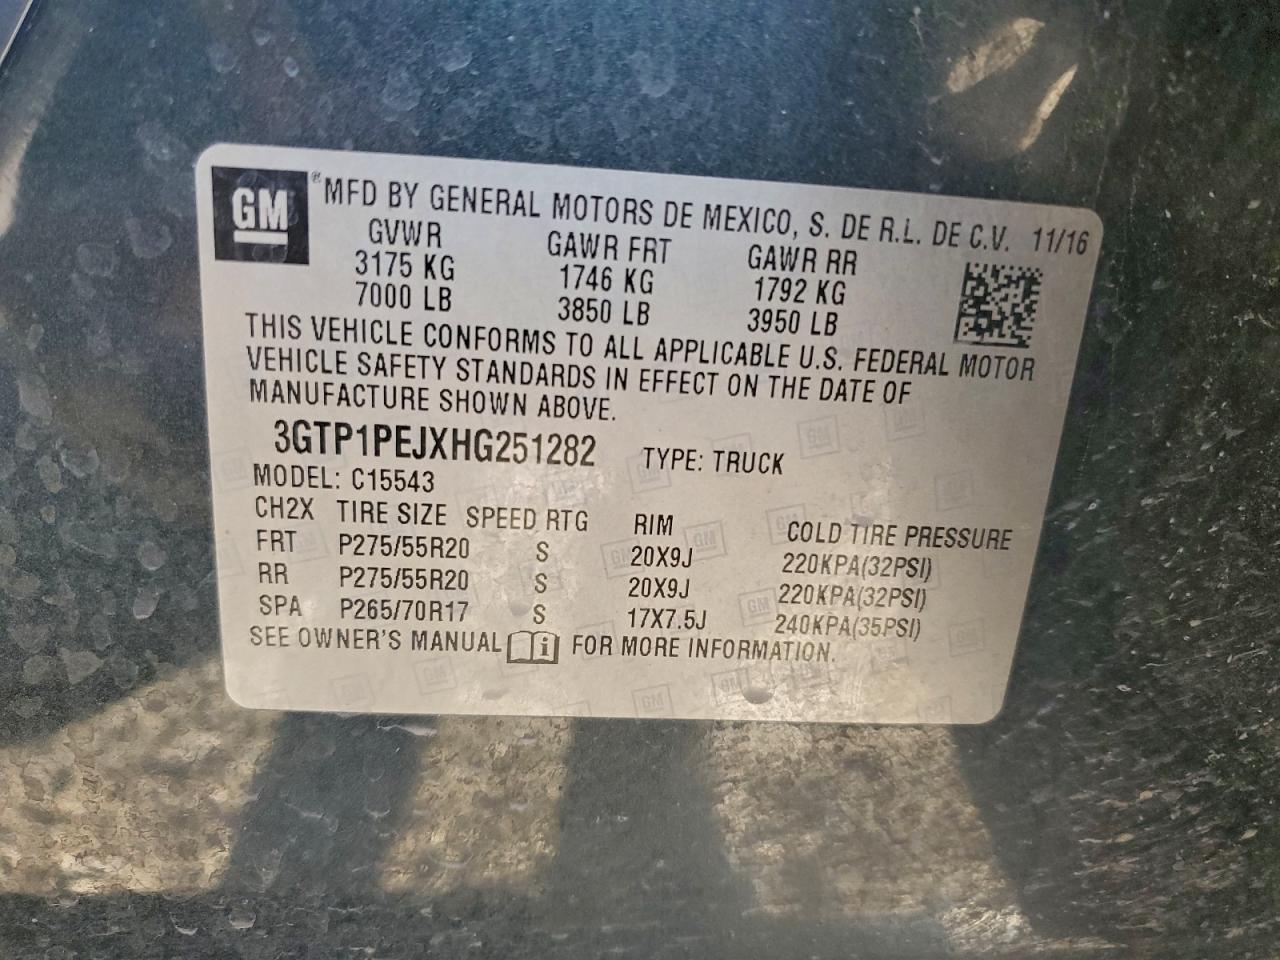 GM ® MFD BY GENERAL MOTORS DE MEXICO, S. DE R.L. DE C.V. 11/16
GVWR GAWR FRT GAWR RR
3175 KG 1746 KG 1792 KG
7000 LB 3850 LB 3950 LB
THIS VEHICLE CONFORMS TO ALL APPLICABLE U.S. FEDERAL MOTOR
VEHICLE SAFETY STANDARDS IN EFFECT ON THE DATE OF
MANUFACTURE SHOWN ABOVE.
3GTP1PEJXHG251282 TYPE: TRUCK
MODEL: C15543
CH2X TIRE SIZE SPEED RTG RIM COLD TIRE PRESSURE
FRT P275/55R20 S 20X9J 220KPA(32PSI)
RR P275/55R20 S 20X9J 220KPA(32PSI)
SPA P265/70R17 S 17X7.5J 240KPA(35PSI)
SEE OWNER'S MANUAL i FOR MORE INFORMATION.